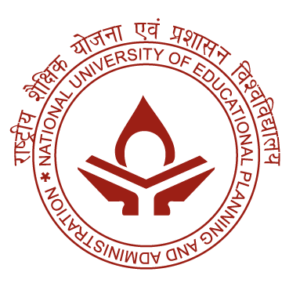 राष्ट्रीय शैक्षिक योजना एवं प्रशासन विश्वविद्यालय
NATIONAL UNIVERSITY OF EDUCATIONAL PLANNING AND ADMINISTRATION *